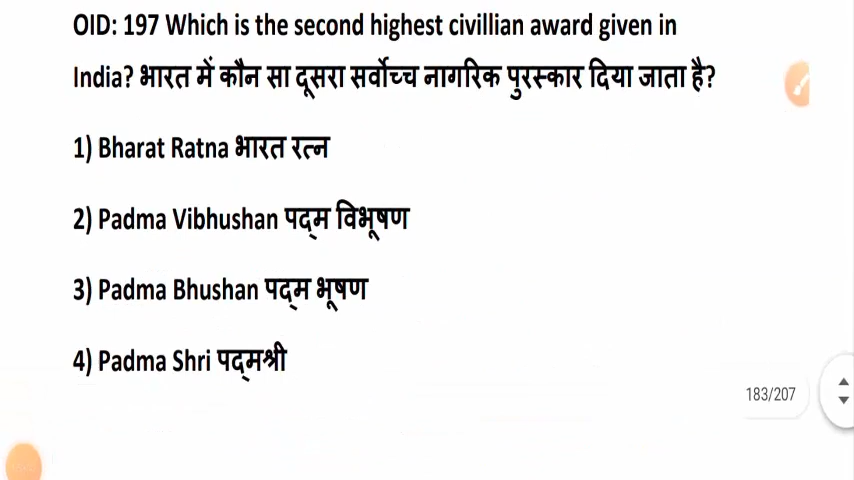 OID: 197 Which is the second highest civillian award given in
India? भारत में कौन सा दूसरा सर्वोच्च नागरिक पुरस्कार दिया जाता है?
1) Bharat Ratna भारत रत्न
2) Padma Vibhushan पद्म विभूषण
3) Padma Bhushan पद्म भूषण
4) Padma Shri पद्मश्री
183/207